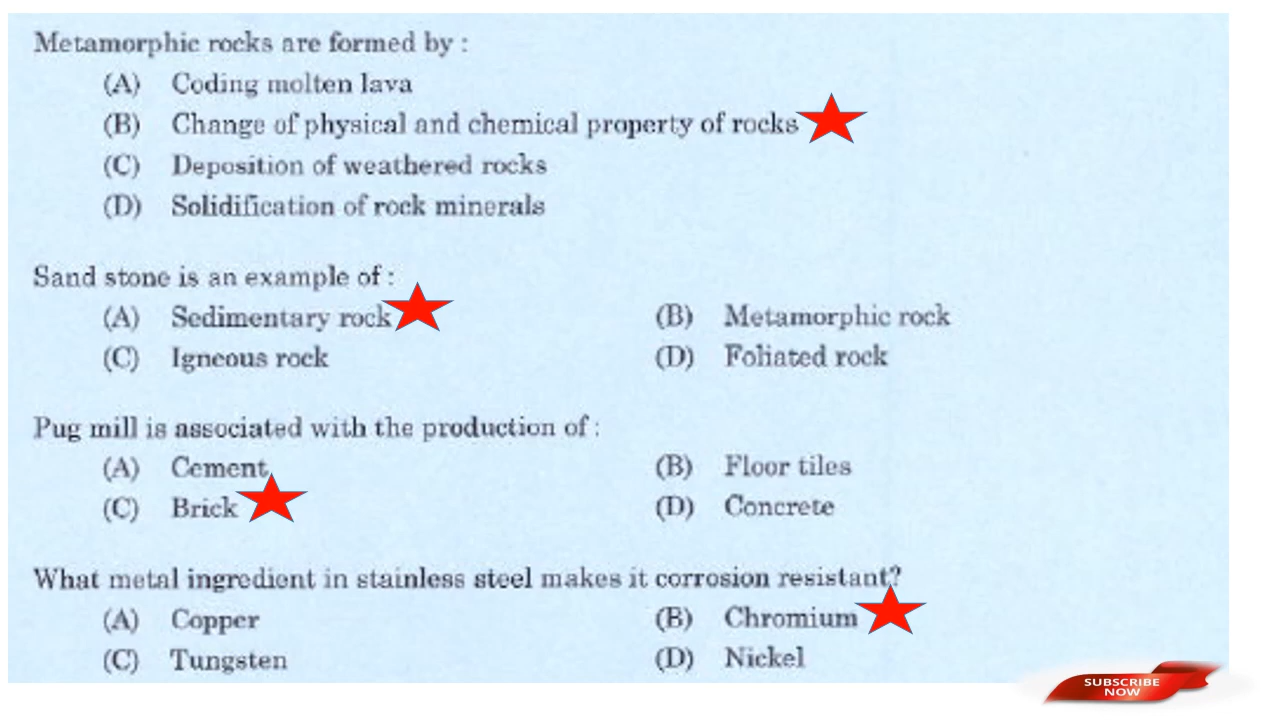 Metamorphic rocks are formed by :
(A) Coding molten lava
(B) Change of physical and chemical property of rocks
(C) Deposition of weathered rocks
(D) Solidification of rock minerals
Sand stone is an example of :
(A) Sedimentary rock (B) Metamorphic rock
(C) Igneous rock (D) Foliated rock
Pug mill is associated with the production of :
(A) Cement (B) Floor tiles
(C) Brick (D) Concrete
What metal ingredient in stainless steel makes it corrosion resistant?
(A) Copper (B) Chromium
(C) Tungsten (D) Nickel
SUBSCRIBE
NOW